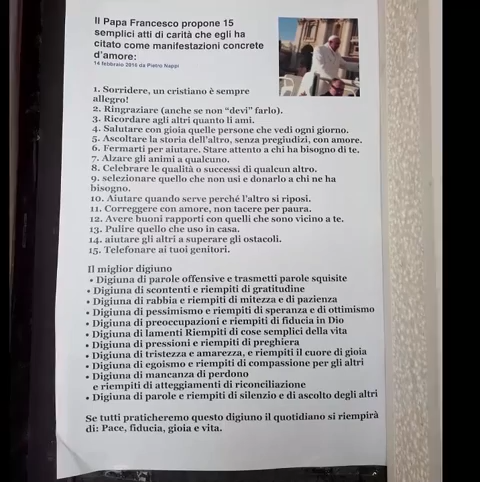 Il Papa Francesco propone 15
semplici atti di carità che egli ha
citato come manifestazioni concrete
d'amore:
14 febbraio 2016 da Pietro Nappi
1. Sorridere, un cristiano è sempre
allegro!
2. Ringraziare (anche se non "devi" farlo).
3. Ricordare agli altri quanto li ami.
4. Salutare con gioia quelle persone che vedi ogni giorno.
5. Ascoltare la storia dell'altro, senza pregiudizi, con amore.
6. Fermarti per aiutare. Stare attento a chi ha bisogno di te.
7. Alzare gli animi a qualcuno.
8. Celebrare le qualità o successi di qualcun altro.
9. selezionare quello che non usi e donarlo a chi ne ha
bisogno.
10. Aiutare quando serve perché l'altro si riposi.
11. Correggere con amore, non tacere per paura.
12. Avere buoni rapporti con quelli che sono vicino a te.
13. Pulire quello che uso in casa.
14. aiutare gli altri a superare gli ostacoli.
15. Telefonare ai tuoi genitori.
Il miglior digiuno
• Digiuna di parole offensive e trasmetti parole squisite
• Digiuna di scontenti e riempiti di gratitudine
• Digiuna di rabbia e riempiti di mitezza e di pazienza
• Digiuna di pessimismo e riempiti di speranza e di ottimismo
• Digiuna di preoccupazioni e riempiti di fiducia in Dio
• Digiuna di lamenti Riempiti di cose semplici della vita
• Digiuna di pressioni e riempiti di preghiera
• Digiuna di tristezza e amarezza, e riempiti il cuore di gioia
• Digiuna di egoismo e riempiti di compassione per gli altri
• Digiuna di mancanza di perdono
e riempiti di atteggiamenti di riconciliazione
• Digiuna di parole e riempiti di silenzio e di ascolto degli altri
Se tutti praticheremo questo digiuno il quotidiano si riempirà
di: Pace, fiducia, gioia e vita.